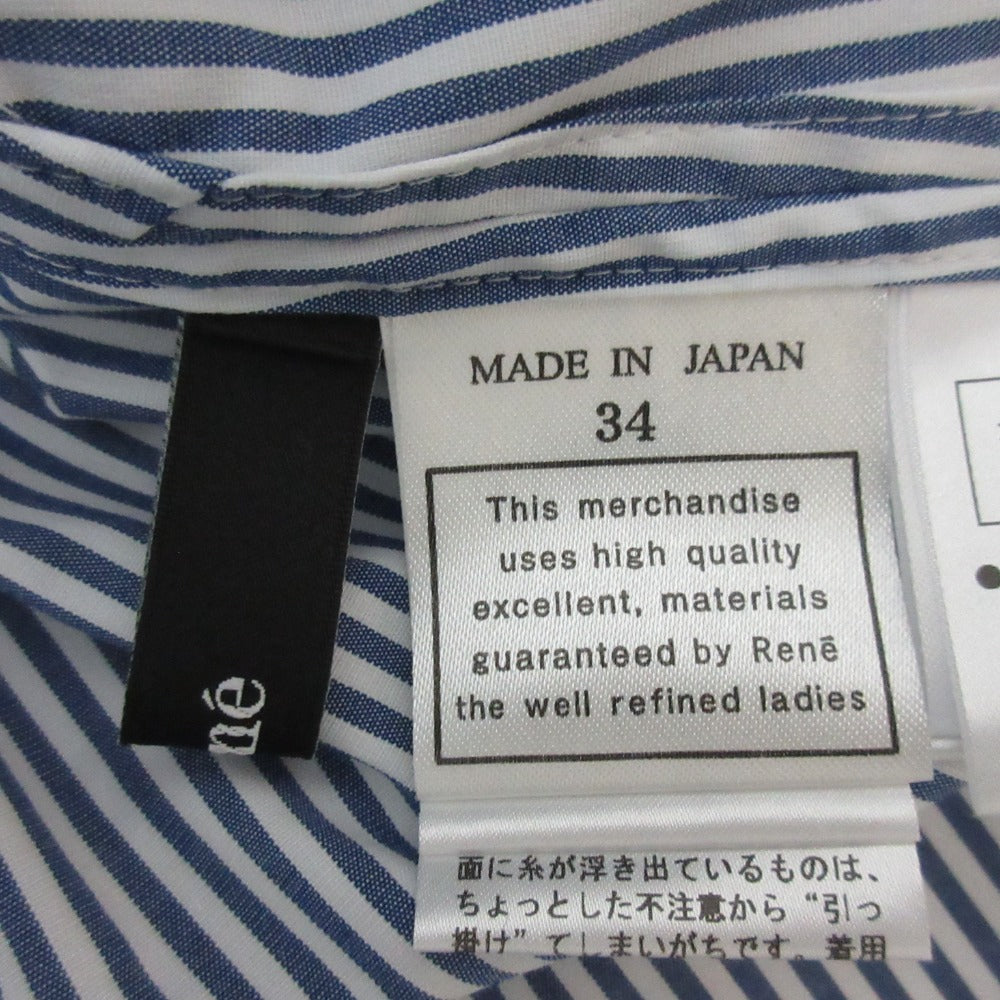 MADE IN JAPAN
34
This merchandise
uses high quality
excellent, materials
guaranteed by Renē
the well refined ladies
né
面に糸が浮き出ているものは、
ちょっとした不注意から“引っ
掛け”てしまいがちです。着用